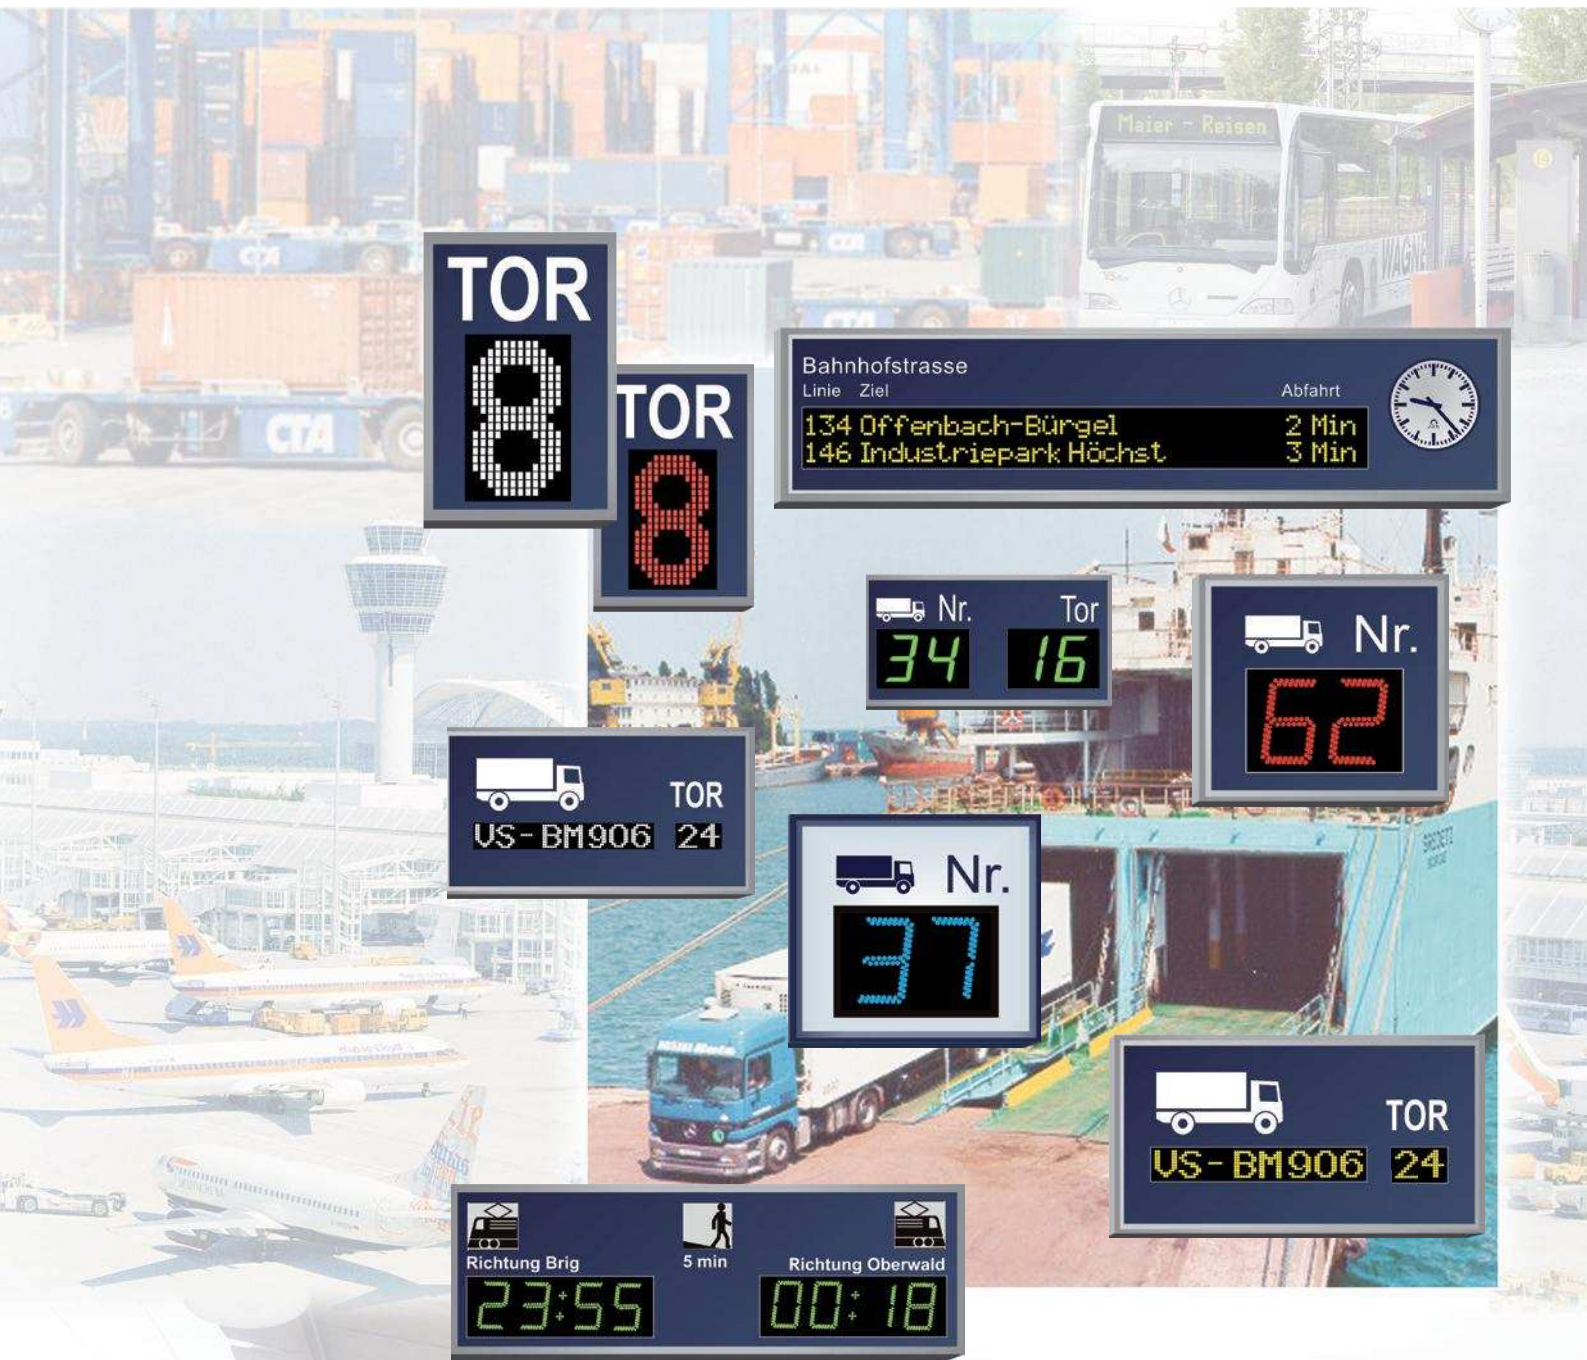 Maier - Reisen
WAGNE
CTA
CTA
CTA
TOR
8
TOR
8
Bahnhofstrasse
Linie Ziel Abfahrt
134 Offenbach-Bürgel 2 Min
146 Industriepark Höchst 3 Min
Nr. Tor
34 16
Nr.
62
TOR
VS-BM906 24
Nr.
37
TOR
VS-BM906 24
5 min
Richtung Brig Richtung Oberwald
23:55 00:18